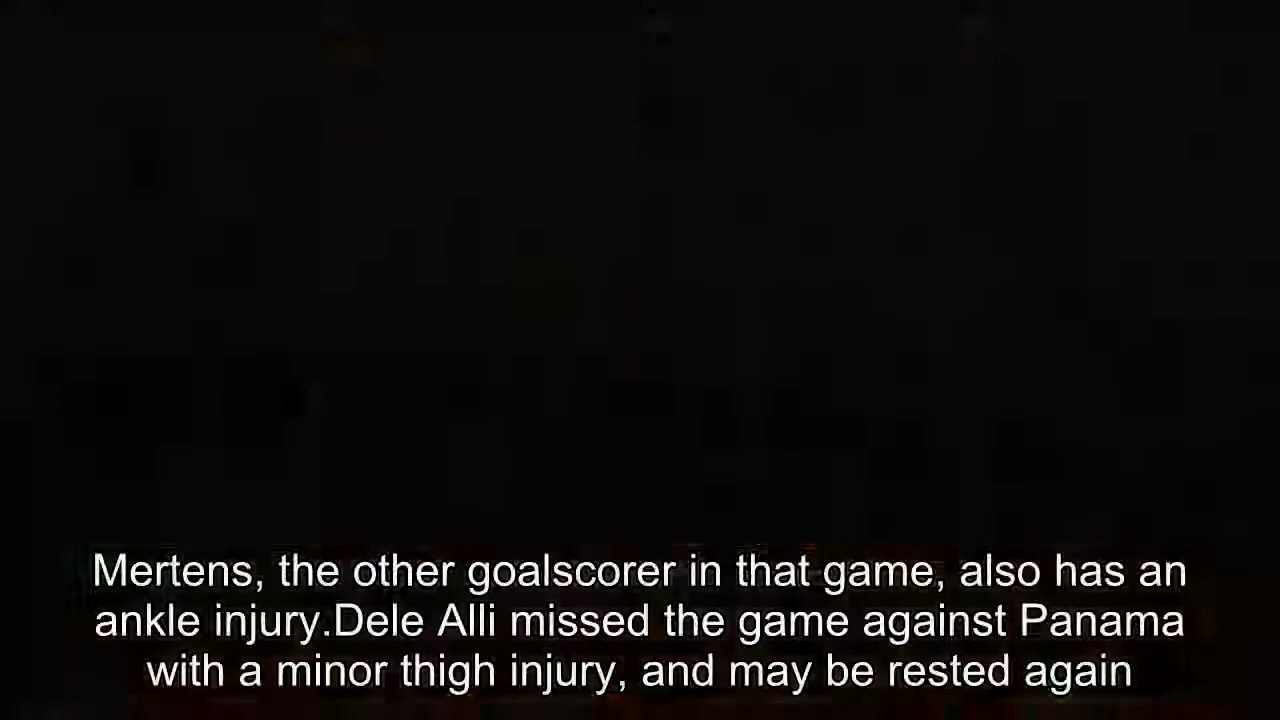 Mertens, the other goalscorer in that game, also has an
ankle injury.Dele Alli missed the game against Panama
with a minor thigh injury, and may be rested again